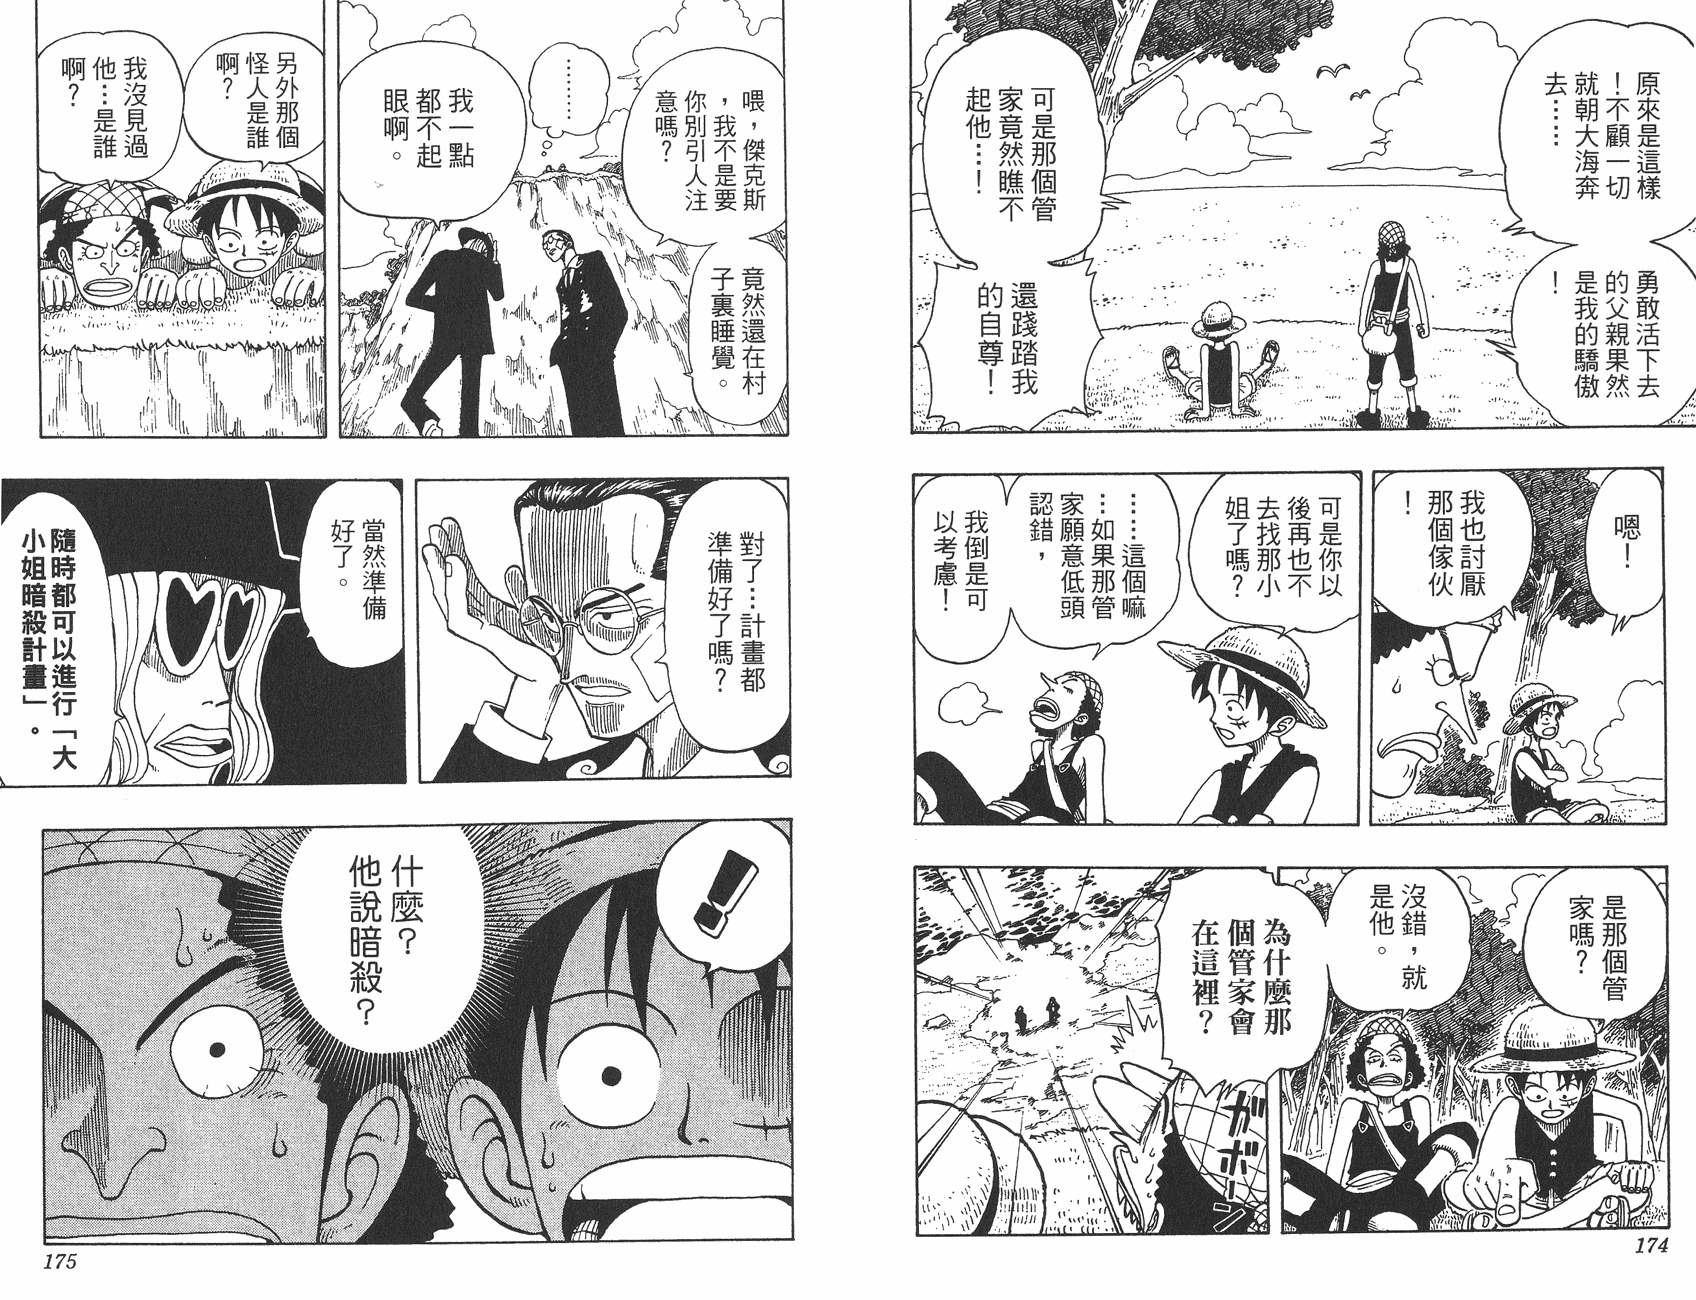 原來是這樣
！不顧一切
就朝大海奔
去⋯⋯
勇敢活下去
的父親果然
是我的驕傲
！
可是那個管
家竟然瞧不
起他⋯！
還踐踏我
的自尊！
嗯！
我也討厭
那個傢伙
！
可是你以
後再也不
去找那小
姐了嗎？
⋯⋯這個嘛
⋯如果那管
家願意低頭
認錯，
我倒是可
以考慮！
是那個管
家嗎？
沒錯，就
是他。
為什麼那
個管家會
在這裡？
ガボーン
174
喂，傑克斯
，我不是要
你別引人注
意嗎？
竟然還在村
子裏睡覺。
⋯⋯⋯
我一點
都不起
眼啊。
另外那個
怪人是誰
啊？
我沒見過
他⋯是誰
啊？
對了⋯計畫都
準備好了嗎？
當然準備
好了。
隨時都可以進行「大
小姐暗殺計畫」。
！
什麼？
他說暗殺？
175